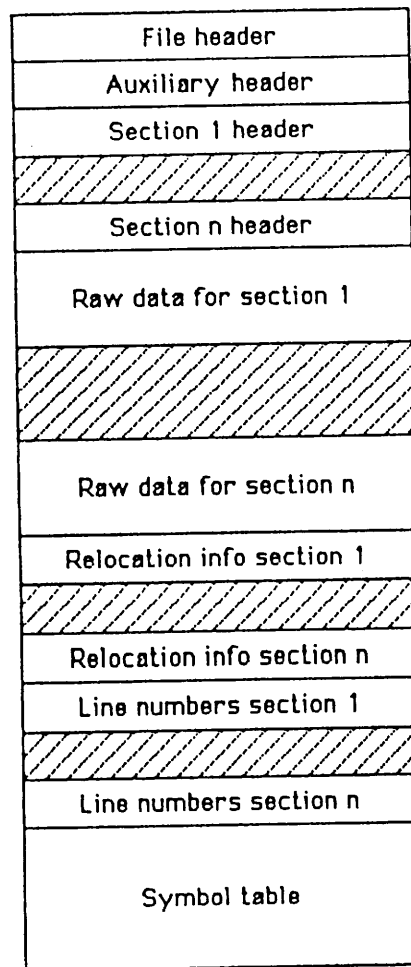 File header
Auxiliary header
Section 1 header
Section n header
Raw data for section 1
Raw data for section n
Relocation info section 1
Relocation info section n
Line numbers section 1
Line numbers section n
Symbol table